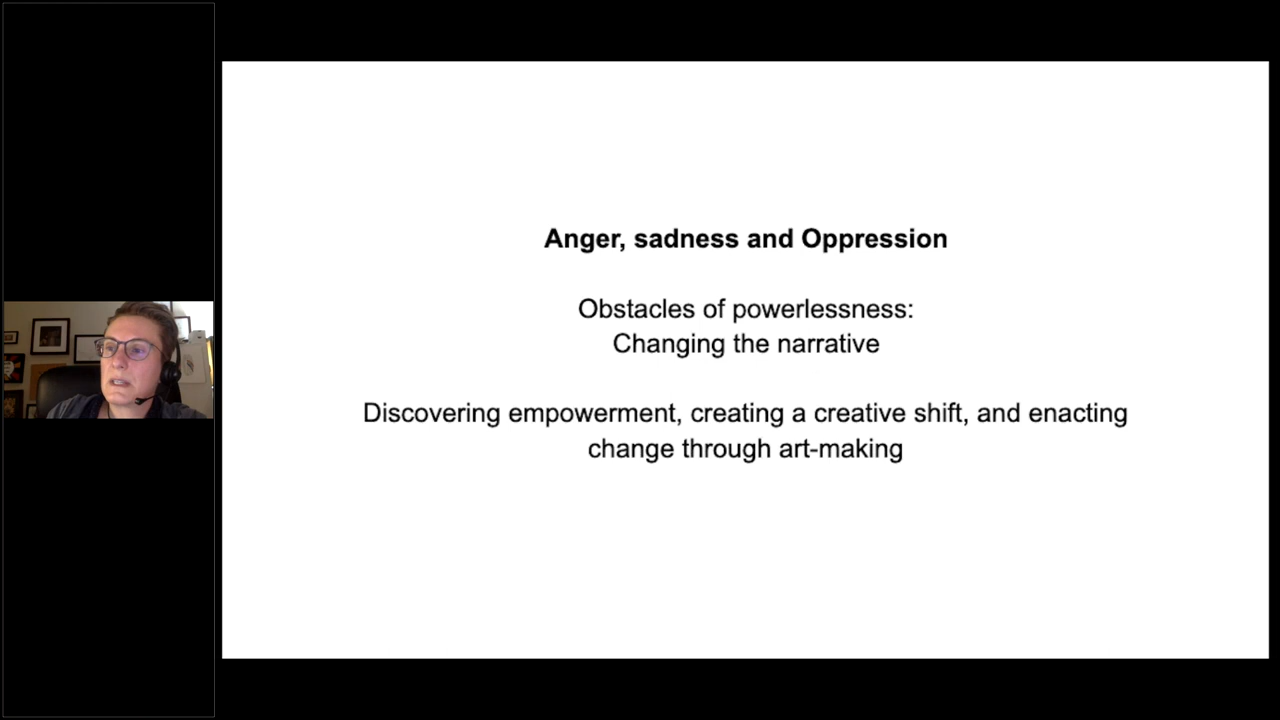 Anger, sadness and Oppression
Obstacles of powerlessness:
Changing the narrative
Discovering empowerment, creating a creative shift, and enacting
change through art-making